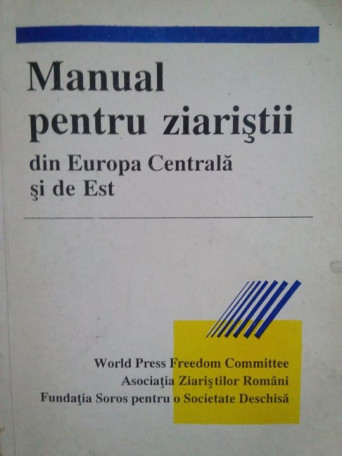 Manual
pentru ziariştii
din Europa Centrală
şi de Est
World Press Freedom Committee
Asociaţia Ziariştilor Români
Fundaţia Soros pentru o Societate Deschisă